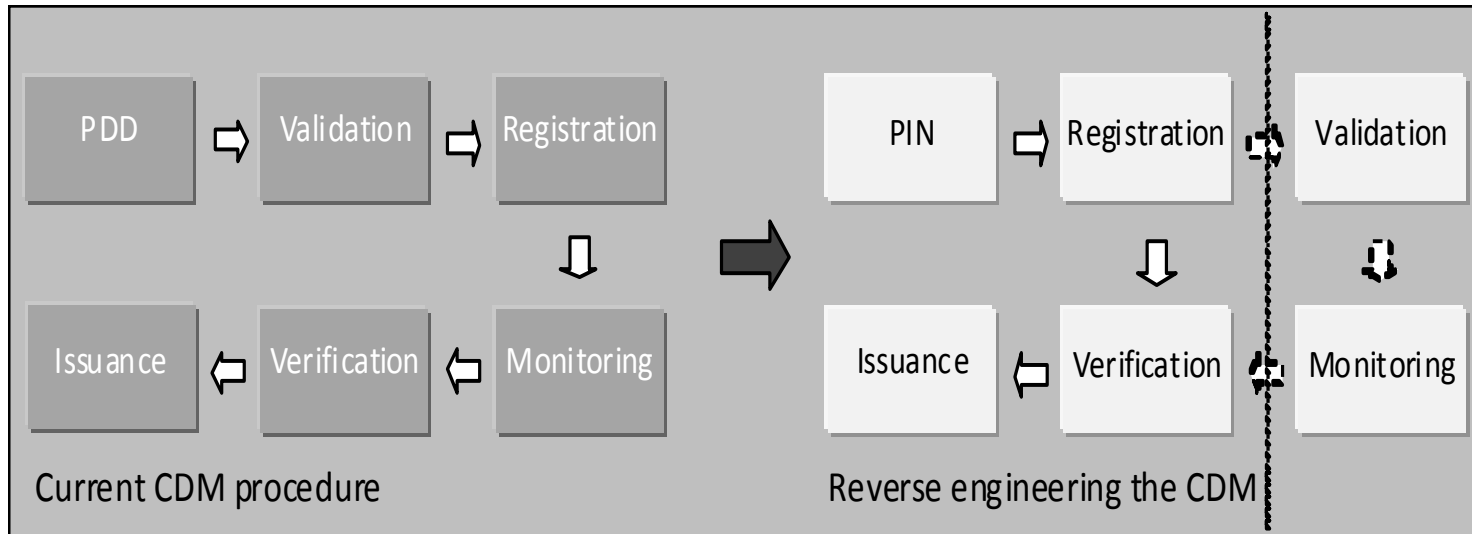 PDD
Validation
Registration
Issuance
Verification
Monitoring
Current CDM procedure
PIN
Registration
Validation
Issuance
Verification
Monitoring
Reverse engineering the CDM